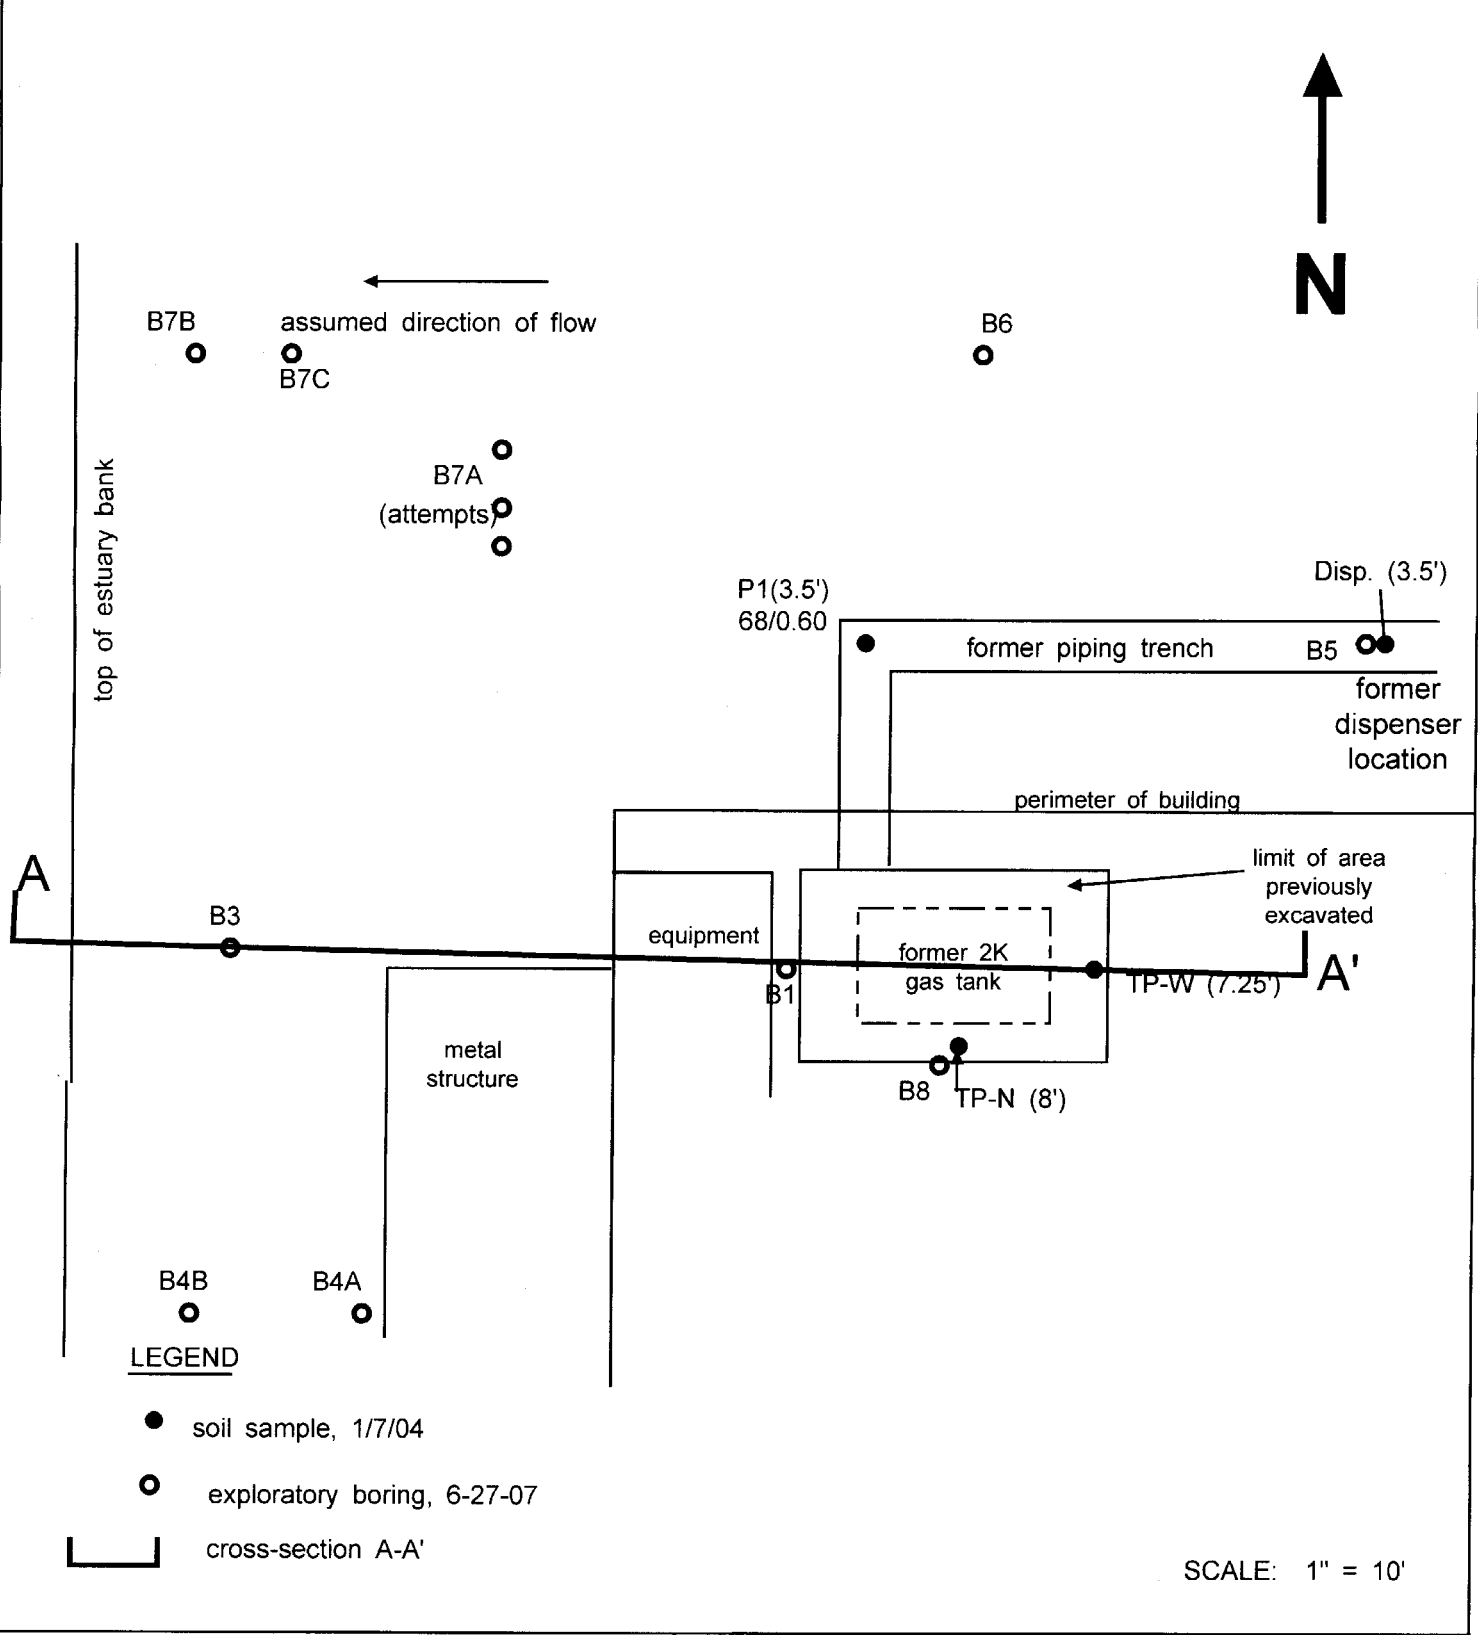 N
B7B
assumed direction of flow
B7C
B6
B7A
(attempts)
top of estuary bank
P1(3.5')
68/0.60
former piping trench
Disp. (3.5')
B5
former
dispenser
location
perimeter of building
limit of area
previously
excavated
A
B3
equipment
B1
former 2K
gas tank
TP-W (7.25')
A'
metal
structure
B8
TP-N (8')
B4B
B4A
LEGEND
soil sample, 1/7/04
exploratory boring, 6-27-07
cross-section A-A'
SCALE: 1" = 10'